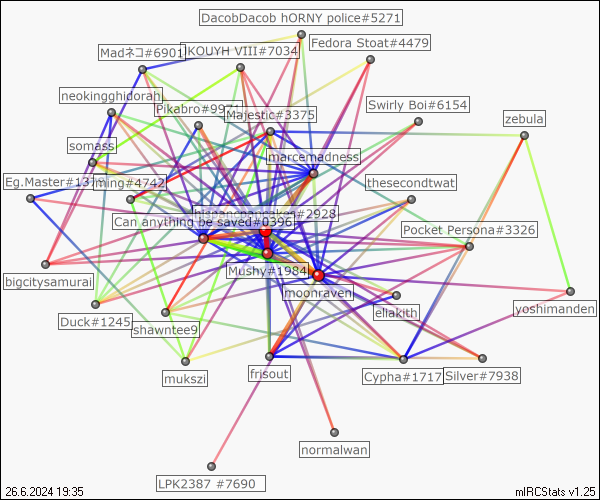 DacobDacob hORNY police#5271
Fedora Stoat#4479
Madネコ#6901
KOUYH VIII#7034
neokingghidorah
Pikabro#9971
Majestic#3375
Swirly Boi#6154
zebula
somass
marcemadness
Eg.Master#137
ming#4742
thesecondtwat
hispanicpancakes#2928
Can anything be saved#0396
Pocket Persona#3326
Mushy#1984
bigcitysamurai
moonraven
eliakith
yoshimanden
Duck#1245
shawntee9
mukszi
frisout
Cypha#1717
Silver#7938
normalwan
LPK2387 #7690
26.6.2024 19:35
mIRCStats v1.25